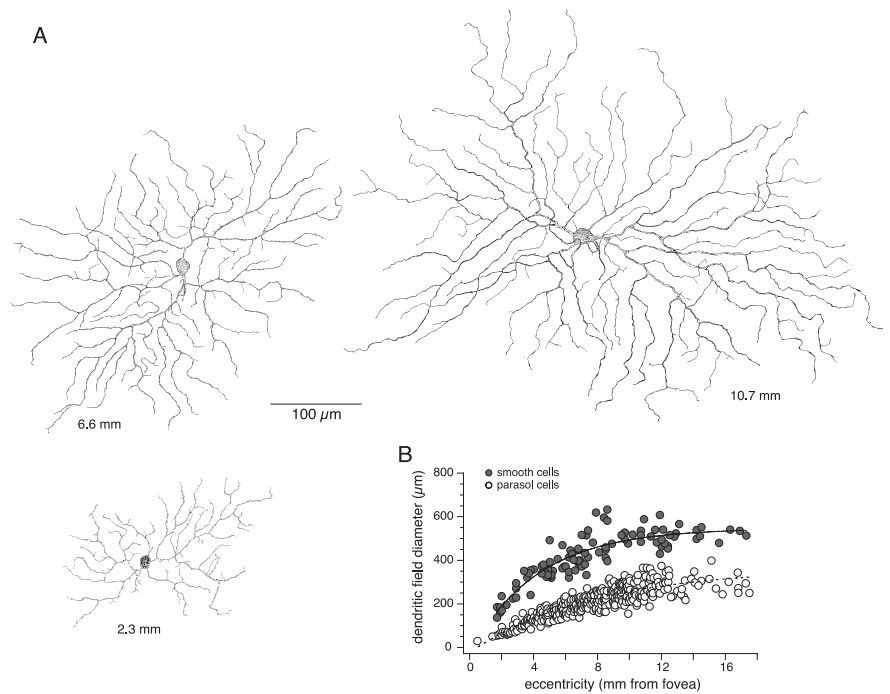 A
6.6 mm
100 µm
10.7 mm
2.3 mm
B
smooth cells
parasol cells
dendritic field diameter (µm)
800
600
400
200
0
0 4 8 12 16
eccentricity (mm from fovea)